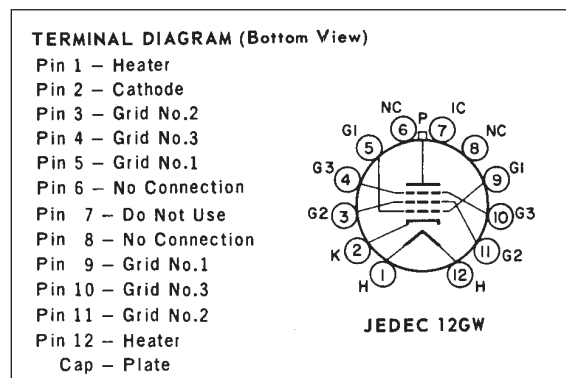 TERMINAL DIAGRAM (Bottom View)
Pin 1 – Heater
Pin 2 – Cathode
Pin 3 – Grid No.2
Pin 4 – Grid No.3
Pin 5 – Grid No.1
Pin 6 – No Connection
Pin 7 – Do Not Use
Pin 8 – No Connection
Pin 9 – Grid No.1
Pin 10 – Grid No.3
Pin 11 – Grid No.2
Pin 12 – Heater
Cap – Plate
NC P IC
G1 6 7 NC
5 8
G3 G1
4 9
G2 3 10 G3
K 2 11 G2
H 1 12 H
JEDEC 12GW